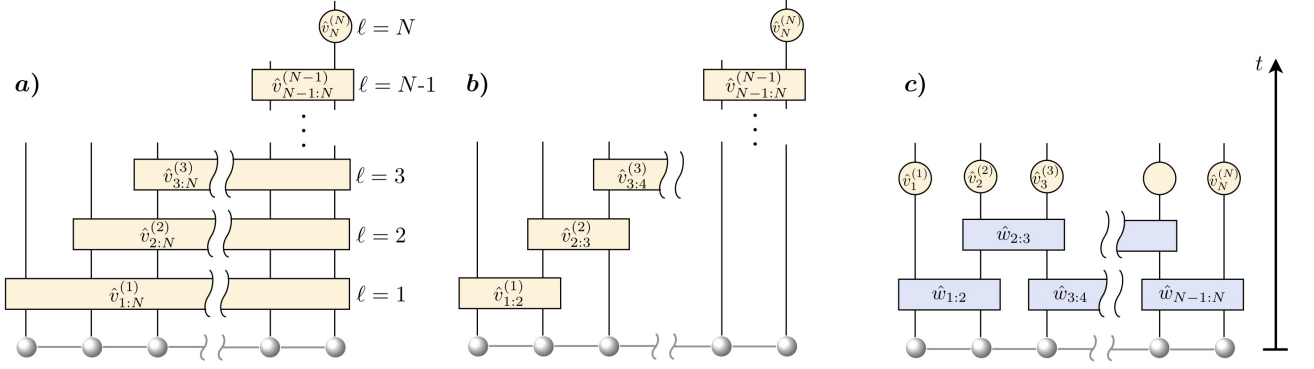 a)
v̂_N^{(N)} ℓ = N
v̂_{N−1:N}^{(N−1)} ℓ = N-1
v̂_{3:N}^{(3)} ℓ = 3
v̂_{2:N}^{(2)} ℓ = 2
v̂_{1:N}^{(1)} ℓ = 1
b)
v̂_N^{(N)}
v̂_{N−1:N}^{(N−1)}
v̂_{3:4}^{(3)}
v̂_{2:3}^{(2)}
v̂_{1:2}^{(1)}
c)
v̂_1^{(1)} v̂_2^{(2)} v̂_3^{(3)} v̂_N^{(N)}
ŵ_{2:3}
ŵ_{1:2} ŵ_{3:4} ŵ_{N−1:N}
t